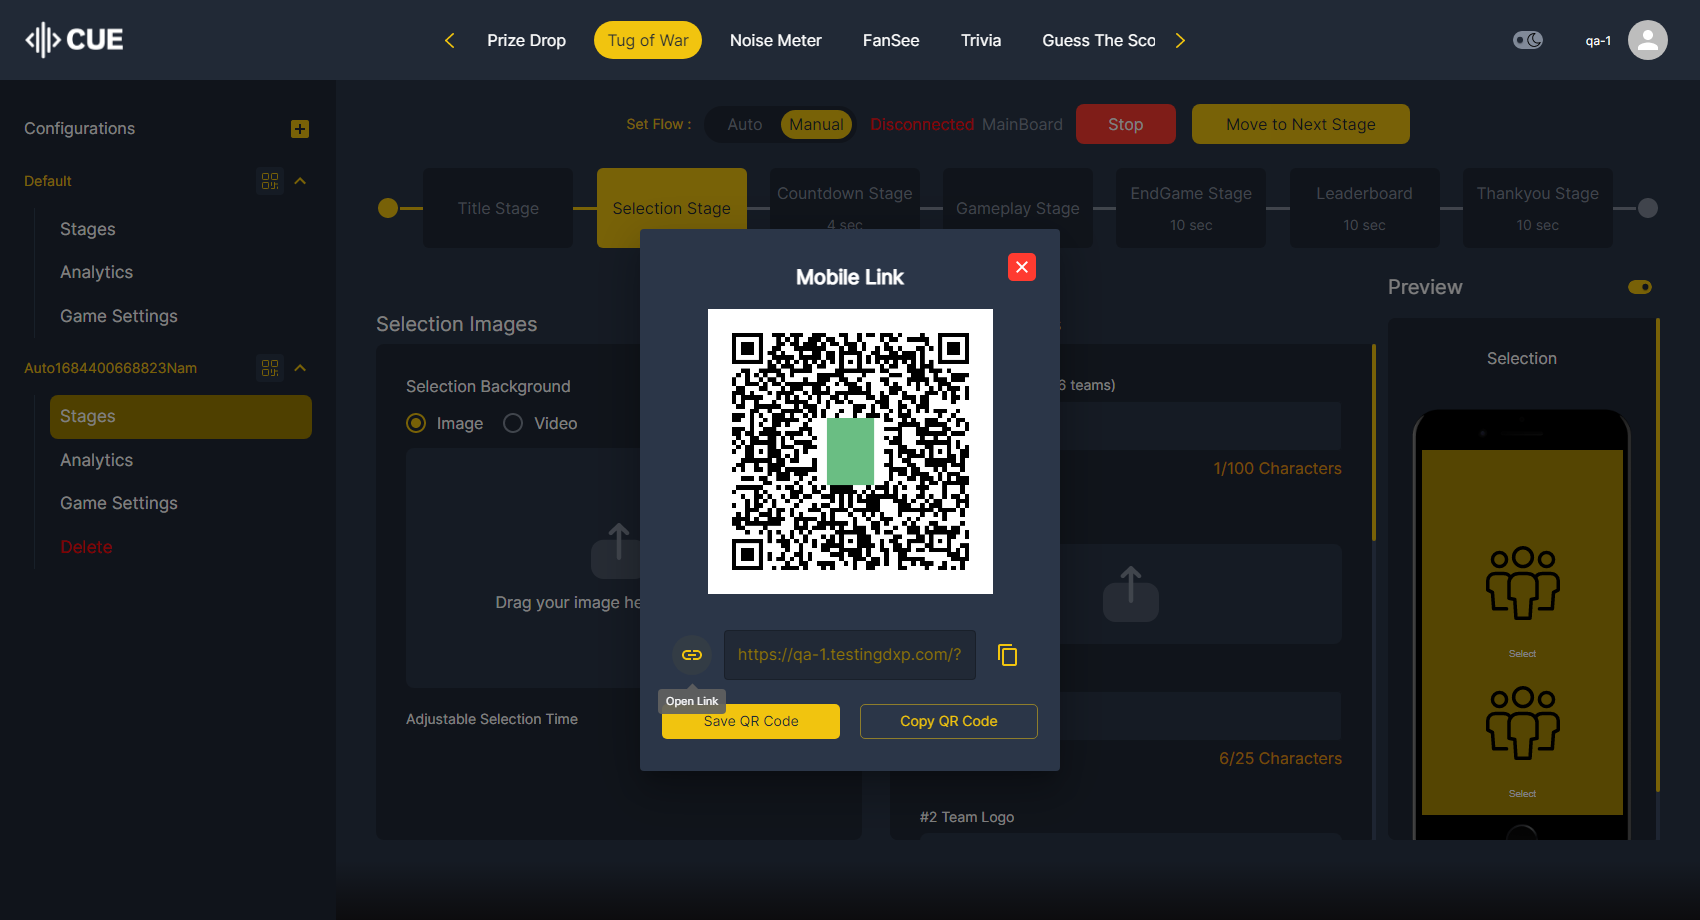 CUE
Prize Drop
Tug of War
Noise Meter
FanSee
Trivia
Guess The Sco
qa-1
Configurations
Default
Stages
Analytics
Game Settings
Auto1684400668823Nam
Stages
Analytics
Game Settings
Delete
Set Flow :
Auto
Manual
Disconnected MainBoard
Stop
Move to Next Stage
Title Stage
Selection Stage
Countdown Stage
4 sec
Gameplay Stage
EndGame Stage
10 sec
Leaderboard
10 sec
Thankyou Stage
10 sec
Selection Images
Selection Background
Image
Video
Drag your image he
Adjustable Selection Time
Mobile Link
https://qa-1.testingdxp.com/?
Open Link
Save QR Code
Copy QR Code
6 teams)
1/100 Characters
6/25 Characters
#2 Team Logo
Preview
Selection
Select
Select